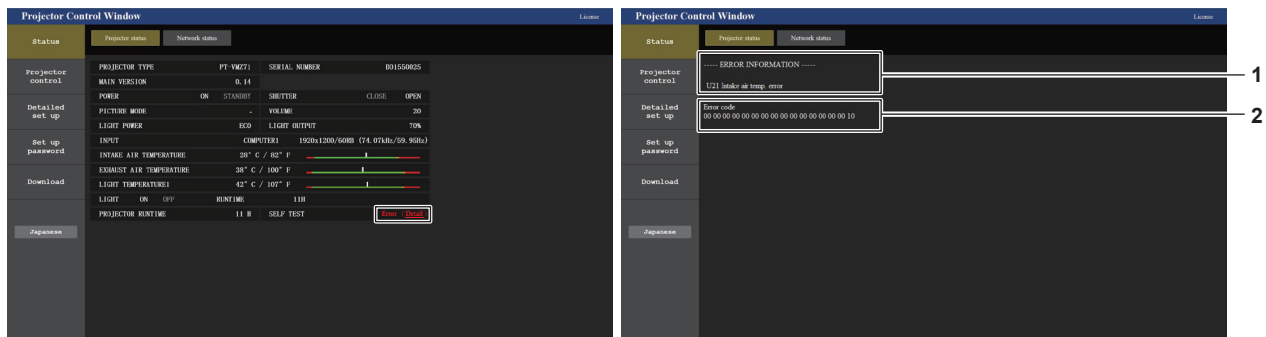 Projector Control Window License
Status
Projector status Network status
Projector control
Detailed set up
Set up password
Download
Japanese
PROJECTOR TYPE PT-VMZ71 SERIAL NUMBER DO1550025
MAIN VERSION 0.14
POWER ON STANDBY SHUTTER CLOSE OPEN
PICTURE MODE - VOLUME 20
LIGHT POWER ECO LIGHT OUTPUT 70%
INPUT COMPUTER1 1920x1200/60RB (74.07kHz/59.95Hz)
INTAKE AIR TEMPERATURE 28° C / 82° F
EXHAUST AIR TEMPERATURE 38° C / 100° F
LIGHT TEMPERATURE1 42° C / 107° F
LIGHT ON OFF RUNTIME 11H
PROJECTOR RUNTIME 11 H SELF TEST Error (Detail)
Projector Control Window License
Status
Projector status Network status
Projector control
Detailed set up
Set up password
Download
Japanese
----- ERROR INFORMATION -----
U21 Intake air temp. error
Error code
00 00 00 00 00 00 00 00 00 00 00 00 00 00 00 10
1
2